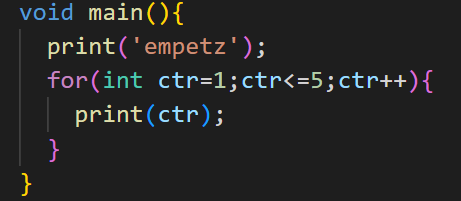 void main(){
  print('empetz');
  for(int ctr=1;ctr<=5;ctr++){
    print(ctr);
  }
}